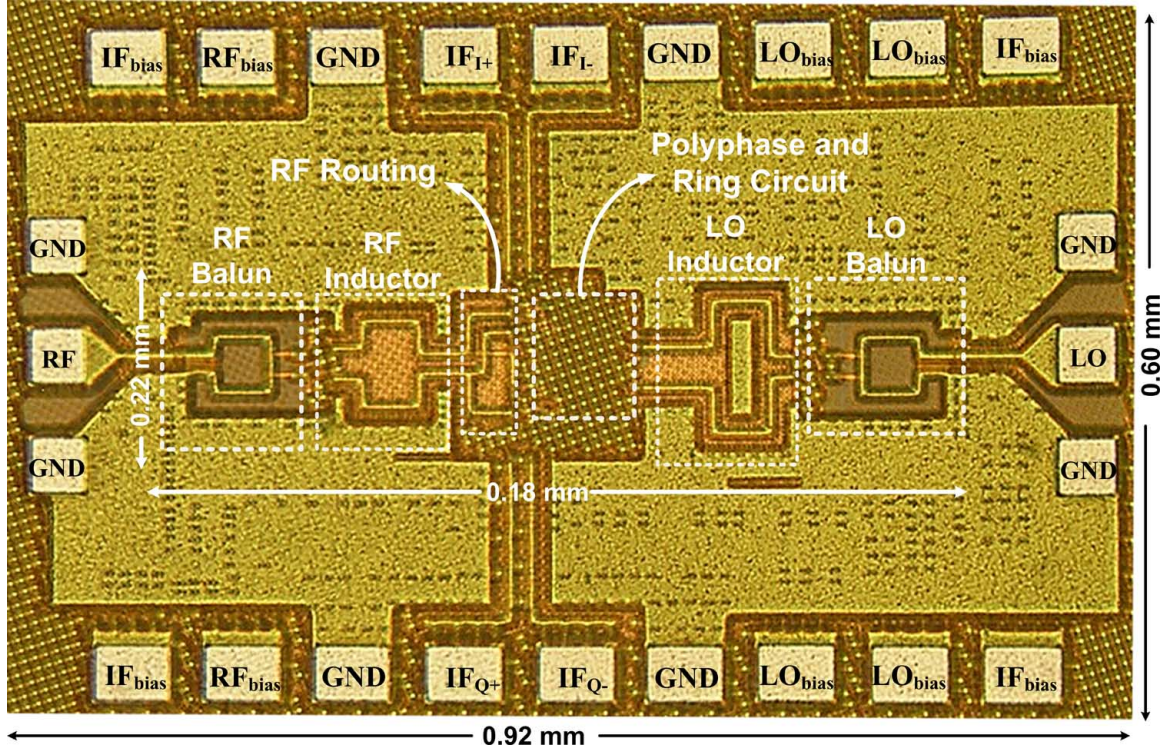 IFbias RFbias GND IFI+ IFI- GND LObias LObias IFbias
RF Routing
Polyphase and
Ring Circuit
GND
RF
Balun
RF
Inductor
LO
Inductor
LO
Balun
GND
RF
0.22 mm
LO
0.60 mm
GND
GND
0.18 mm
IFbias RFbias GND IFQ+ IFQ- GND LObias LObias IFbias
0.92 mm